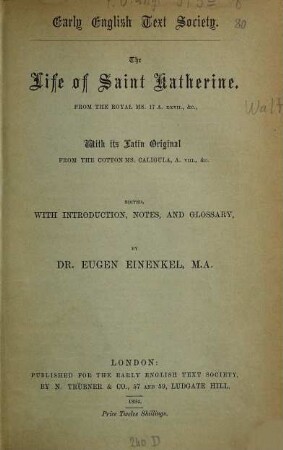 Early English Text Society.
80
The
Life of Saint Katherine.
FROM THE ROYAL MS. 17 A. XXVII., &C.,
With its Latin Original
FROM THE COTTON MS. CALIGULA, A. VIII., &C.
EDITED,
WITH INTRODUCTION, NOTES, AND GLOSSARY,
BY
DR. EUGEN EINENKEL, M.A.
LONDON:
PUBLISHED FOR THE EARLY ENGLISH TEXT SOCIETY,
BY N. TRÜBNER & CO., 57 AND 59, LUDGATE HILL.
Price Twelve Shillings.